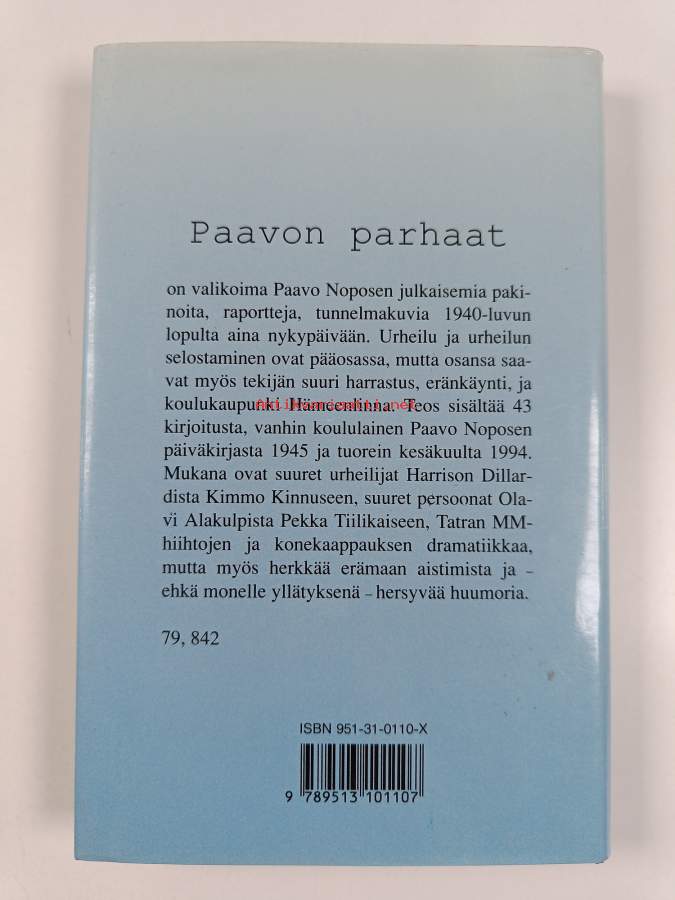 Paavon parhaat
on valikoima Paavo Noposen julkaisemia paki-
noita, raportteja, tunnelmakuvia 1940-luvun
lopulta aina nykypäivään. Urheilu ja urheilun
selostaminen ovat pääosassa, mutta osansa saa-
vat myös tekijän suuri harrastus, eränkäynti, ja
koulukaupunki Hämeenlinna. Teos sisältää 43
antikvariaatti.net
kirjoitusta, vanhin koululainen Paavo Noposen
päiväkirjasta 1945 ja tuorein kesäkuulta 1994.
Mukana ovat suuret urheilijat Harrison Dillar-
dista Kimmo Kinnuseen, suuret persoonat Ola-
vi Alakulpista Pekka Tiilikaiseen, Tatran MM-
hiihtojen ja konekaappauksen dramatiikkaa,
mutta myös herkkää erämaan aistimista ja –
ehkä monelle yllätyksenä – hersyvää huumoria.
79, 842
ISBN 951-31-0110-X
9 789513 101107